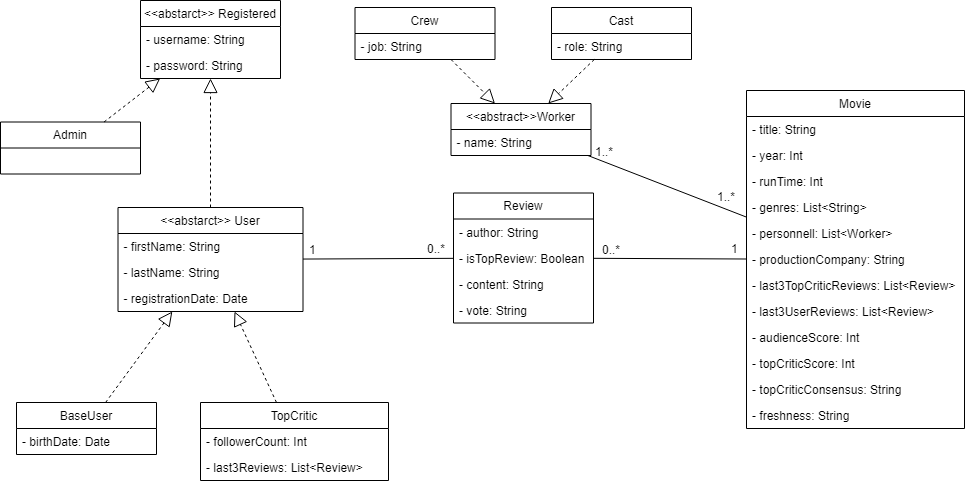 <<abstarct>> Registered
- username: String
- password: String
Crew
- job: String
Cast
- role: String
Admin
<<abstract>>Worker
- name: String
1..*
1..*
Movie
- title: String
- year: Int
- runTime: Int
- genres: List<String>
- personnell: List<Worker>
- productionCompany: String
- last3TopCriticReviews: List<Review>
- last3UserReviews: List<Review>
- audienceScore: Int
- topCriticScore: Int
- topCriticConsensus: String
- freshness: String
<<abstarct>> User
- firstName: String
- lastName: String
- registrationDate: Date
1
0..*
Review
- author: String
- isTopReview: Boolean
- content: String
- vote: String
0..*
1
BaseUser
- birthDate: Date
TopCritic
- followerCount: Int
- last3Reviews: List<Review>